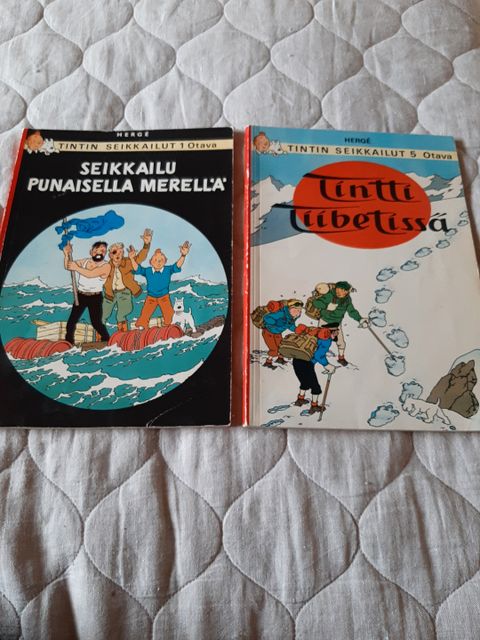 HERGÉ
TINTIN SEIKKAILUT 1 Otava
SEIKKAILU
PUNAISELLA MERELLÄ
HERGÉ
TINTIN SEIKKAILUT 5 Otava
Tintti
Tiibetissä